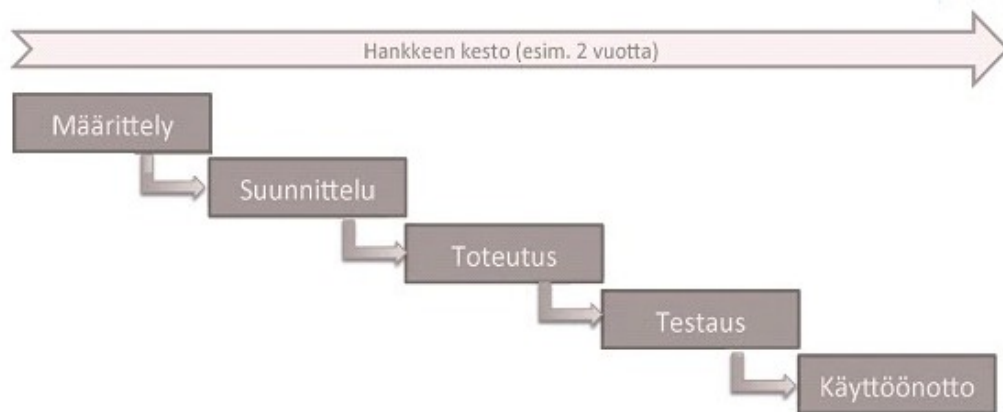 Hankkeen kesto (esim. 2 vuotta)
Määrittely
Suunnittelu
Toteutus
Testaus
Käyttöönotto